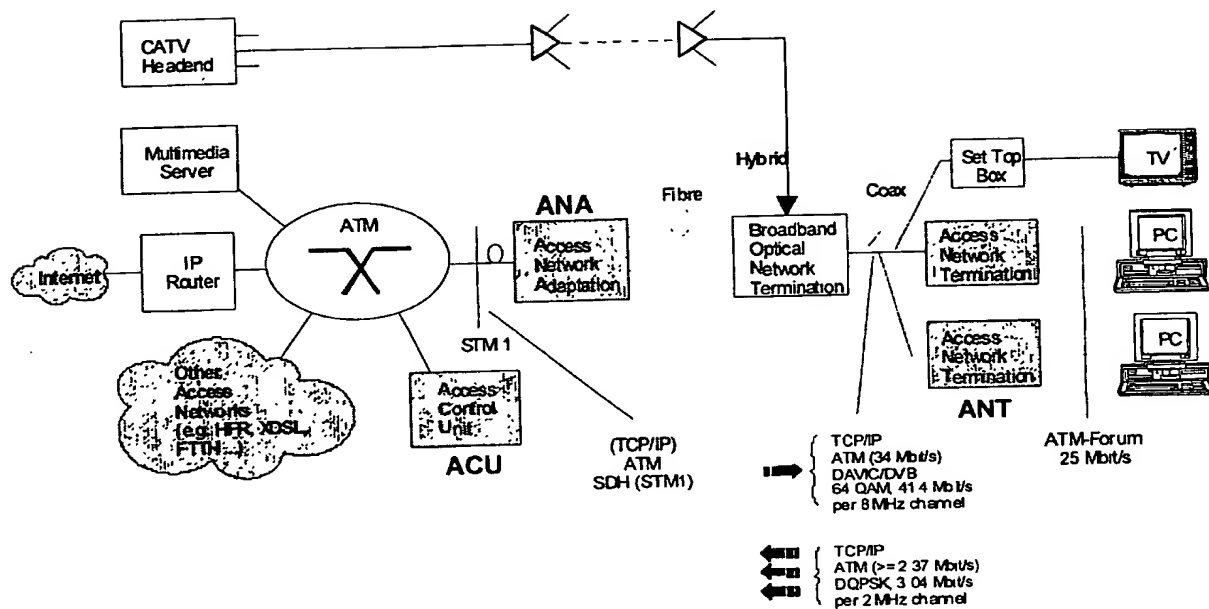 CATV
Headend
Multimedia
Server
Internet
IP
Router
ATM
Other
Access
Networks
(e.g. HFR, XDSL,
FTTH ...)
Access
Control
Unit
ACU
STM 1
ANA
Access
Network
Adaptation
(TCP/IP)
ATM
SDH (STM1)
Fibre
Hybrid
Broadband
Optical
Network
Termination
Coax
Set Top
Box
TV
Access
Network
Termination
PC
Access
Network
Termination
ANT
PC
ATM-Forum
25 Mbit/s
TCP/IP
ATM (34 Mbit/s)
DAVIC/DVB
64 QAM, 41 4 Mbit/s
per 8 MHz channel
TCP/IP
ATM (>= 2 37 Mbit/s)
DQPSK, 3 04 Mbit/s
per 2 MHz channel